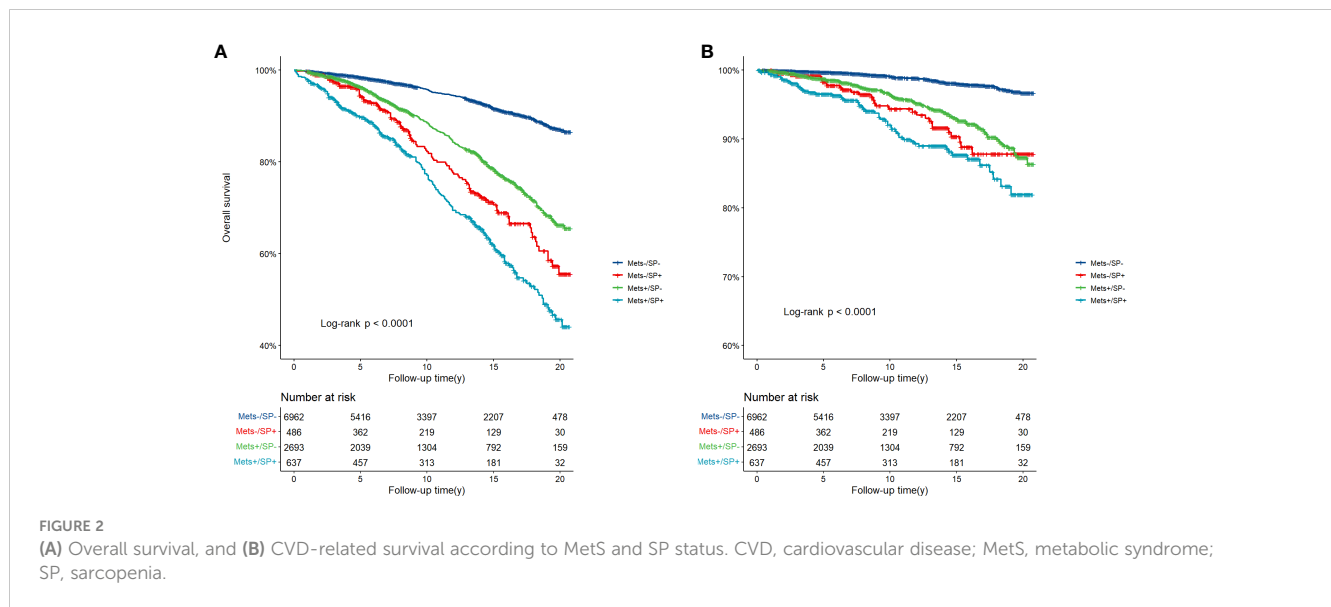 A
100%
80%
60%
40%
Overall survival
Log-rank p < 0.0001
0 5 10 15 20
Follow-up time(y)
Mets-/SP-
Mets-/SP+
Mets+/SP-
Mets+/SP+
Number at risk
Mets-/SP- 6962 5416 3397 2207 478
Mets-/SP+ 486 362 219 129 30
Mets+/SP- 2693 2039 1304 792 159
Mets+/SP+ 637 457 313 181 32
0 5 10 15 20
Follow-up time(y)
B
100%
90%
80%
70%
60%
Log-rank p < 0.0001
0 5 10 15 20
Follow-up time(y)
Mets-/SP-
Mets-/SP+
Mets+/SP-
Mets+/SP+
Number at risk
Mets-/SP- 6962 5416 3397 2207 478
Mets-/SP+ 486 362 219 129 30
Mets+/SP- 2693 2039 1304 792 159
Mets+/SP+ 637 457 313 181 32
0 5 10 15 20
Follow-up time(y)
FIGURE 2
(A) Overall survival, and (B) CVD-related survival according to MetS and SP status. CVD, cardiovascular disease; MetS, metabolic syndrome;
SP, sarcopenia.